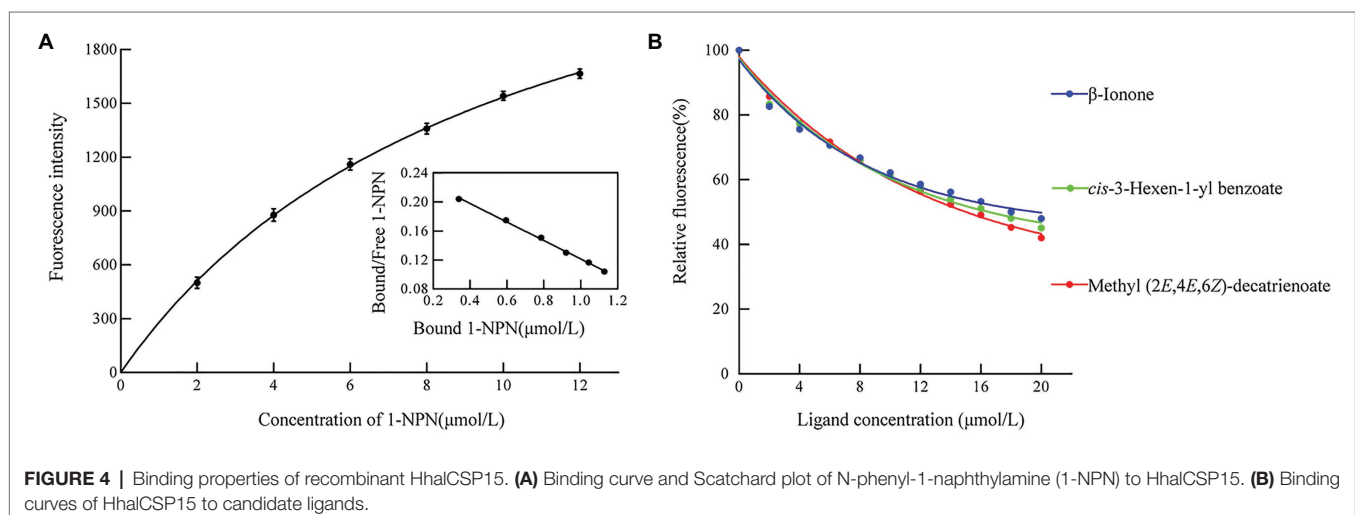 A
1800
1500
1200
900
600
300
0
Fuorescence intensity
0 2 4 6 8 10 12
Concentration of 1-NPN(μmol/L)
0.24
0.20
0.16
0.12
0.08
Bound/Free 1-NPN
0.2 0.4 0.6 0.8 1.0 1.2
Bound 1-NPN(μmol/L)
B
100
80
60
40
20
0
Relative fluorescence(%)
0 4 8 12 16 20
Ligand concentration (μmol/L)
β-Ionone
cis-3-Hexen-1-yl benzoate
Methyl (2E,4E,6Z)-decatrienoate
FIGURE 4 | Binding properties of recombinant HhalCSP15. (A) Binding curve and Scatchard plot of N-phenyl-1-naphthylamine (1-NPN) to HhalCSP15. (B) Binding
curves of HhalCSP15 to candidate ligands.